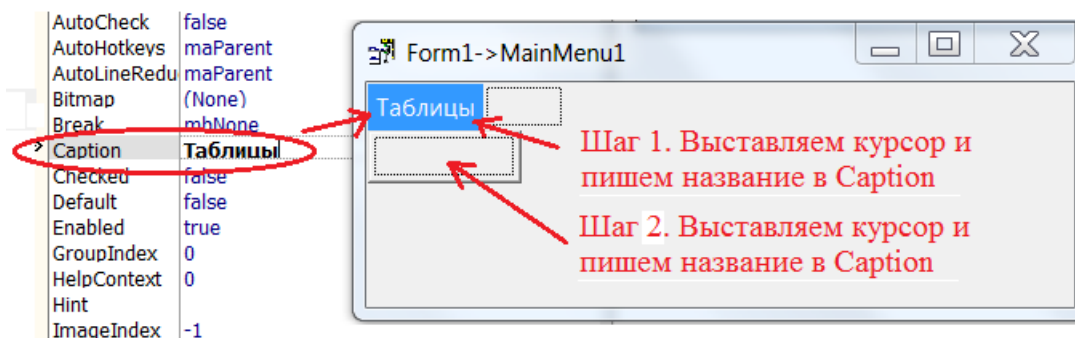 AutoCheck false
AutoHotkeys maParent
AutoLineRedu maParent
Bitmap (None)
Break mbNone
Caption Таблицы
Checked false
Default false
Enabled true
GroupIndex 0
HelpContext 0
Hint
ImageIndex -1
Form1->MainMenu1
Таблицы
Шаг 1. Выставляем курсор и
пишем название в Caption
Шаг 2. Выставляем курсор и
пишем название в Caption